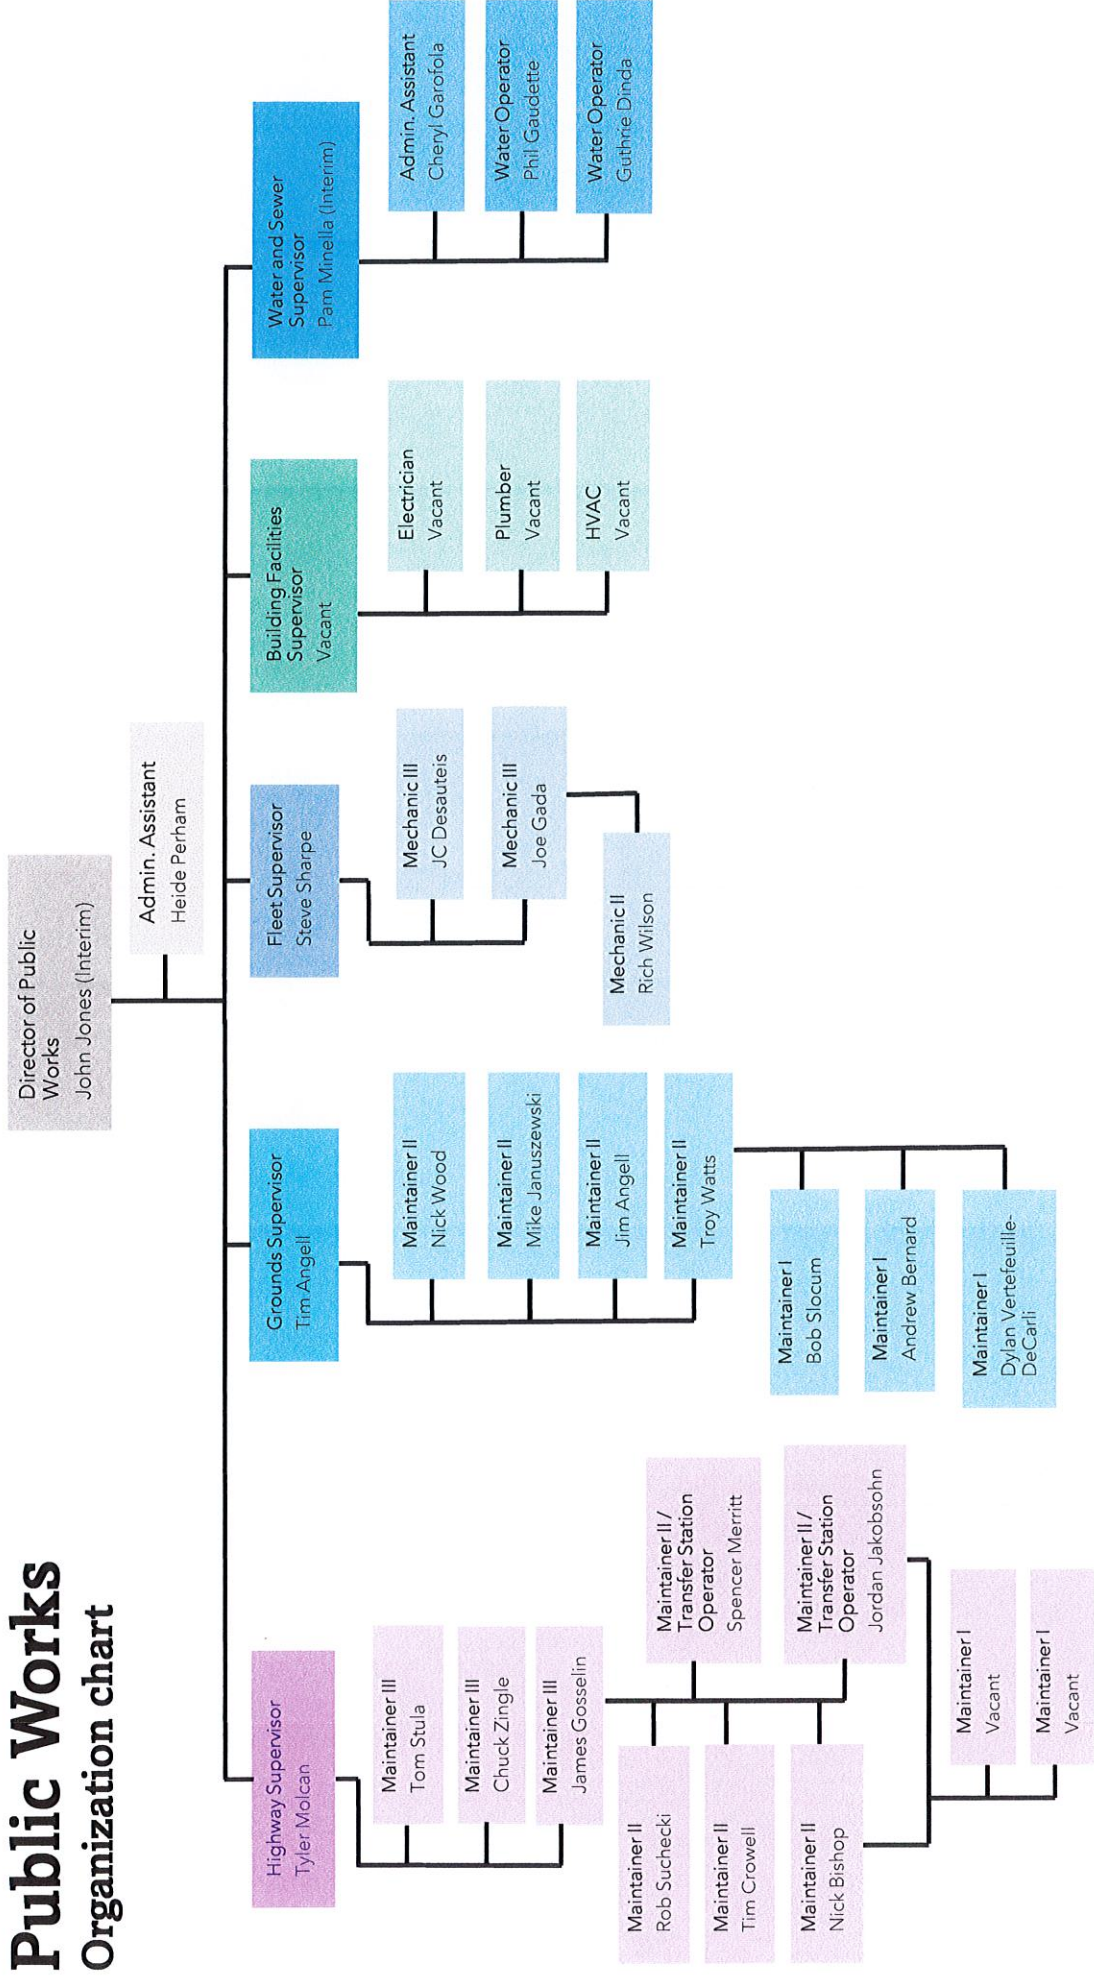 Public Works
Organization chart
Director of Public
Works
John Jones (Interim)
Admin. Assistant
Heide Perham
Highway Supervisor
Tyler Molcan
Maintainer III
Tom Stula
Maintainer III
Chuck Zingle
Maintainer III
James Gosselin
Maintainer II
Rob Suchecki
Maintainer II
Tim Crowell
Maintainer II
Nick Bishop
Maintainer II /
Transfer Station
Operator
Spencer Merritt
Maintainer II /
Transfer Station
Operator
Jordan Jakobsohn
Maintainer I
Vacant
Maintainer I
Vacant
Grounds Supervisor
Tim Angell
Maintainer II
Nick Wood
Maintainer II
Mike Januszewski
Maintainer II
Jim Angell
Maintainer II
Troy Watts
Maintainer I
Bob Slocum
Maintainer I
Andrew Bernard
Maintainer I
Dylan Vertefeuille-
DeCarli
Fleet Supervisor
Steve Sharpe
Mechanic III
JC Desauteis
Mechanic III
Joe Gada
Mechanic II
Rich Wilson
Building Facilities
Supervisor
Vacant
Electrician
Vacant
Plumber
Vacant
HVAC
Vacant
Water and Sewer
Supervisor
Pam Minella (Interim)
Admin. Assistant
Cheryl Garofola
Water Operator
Phil Gaudette
Water Operator
Guthrie Dinda